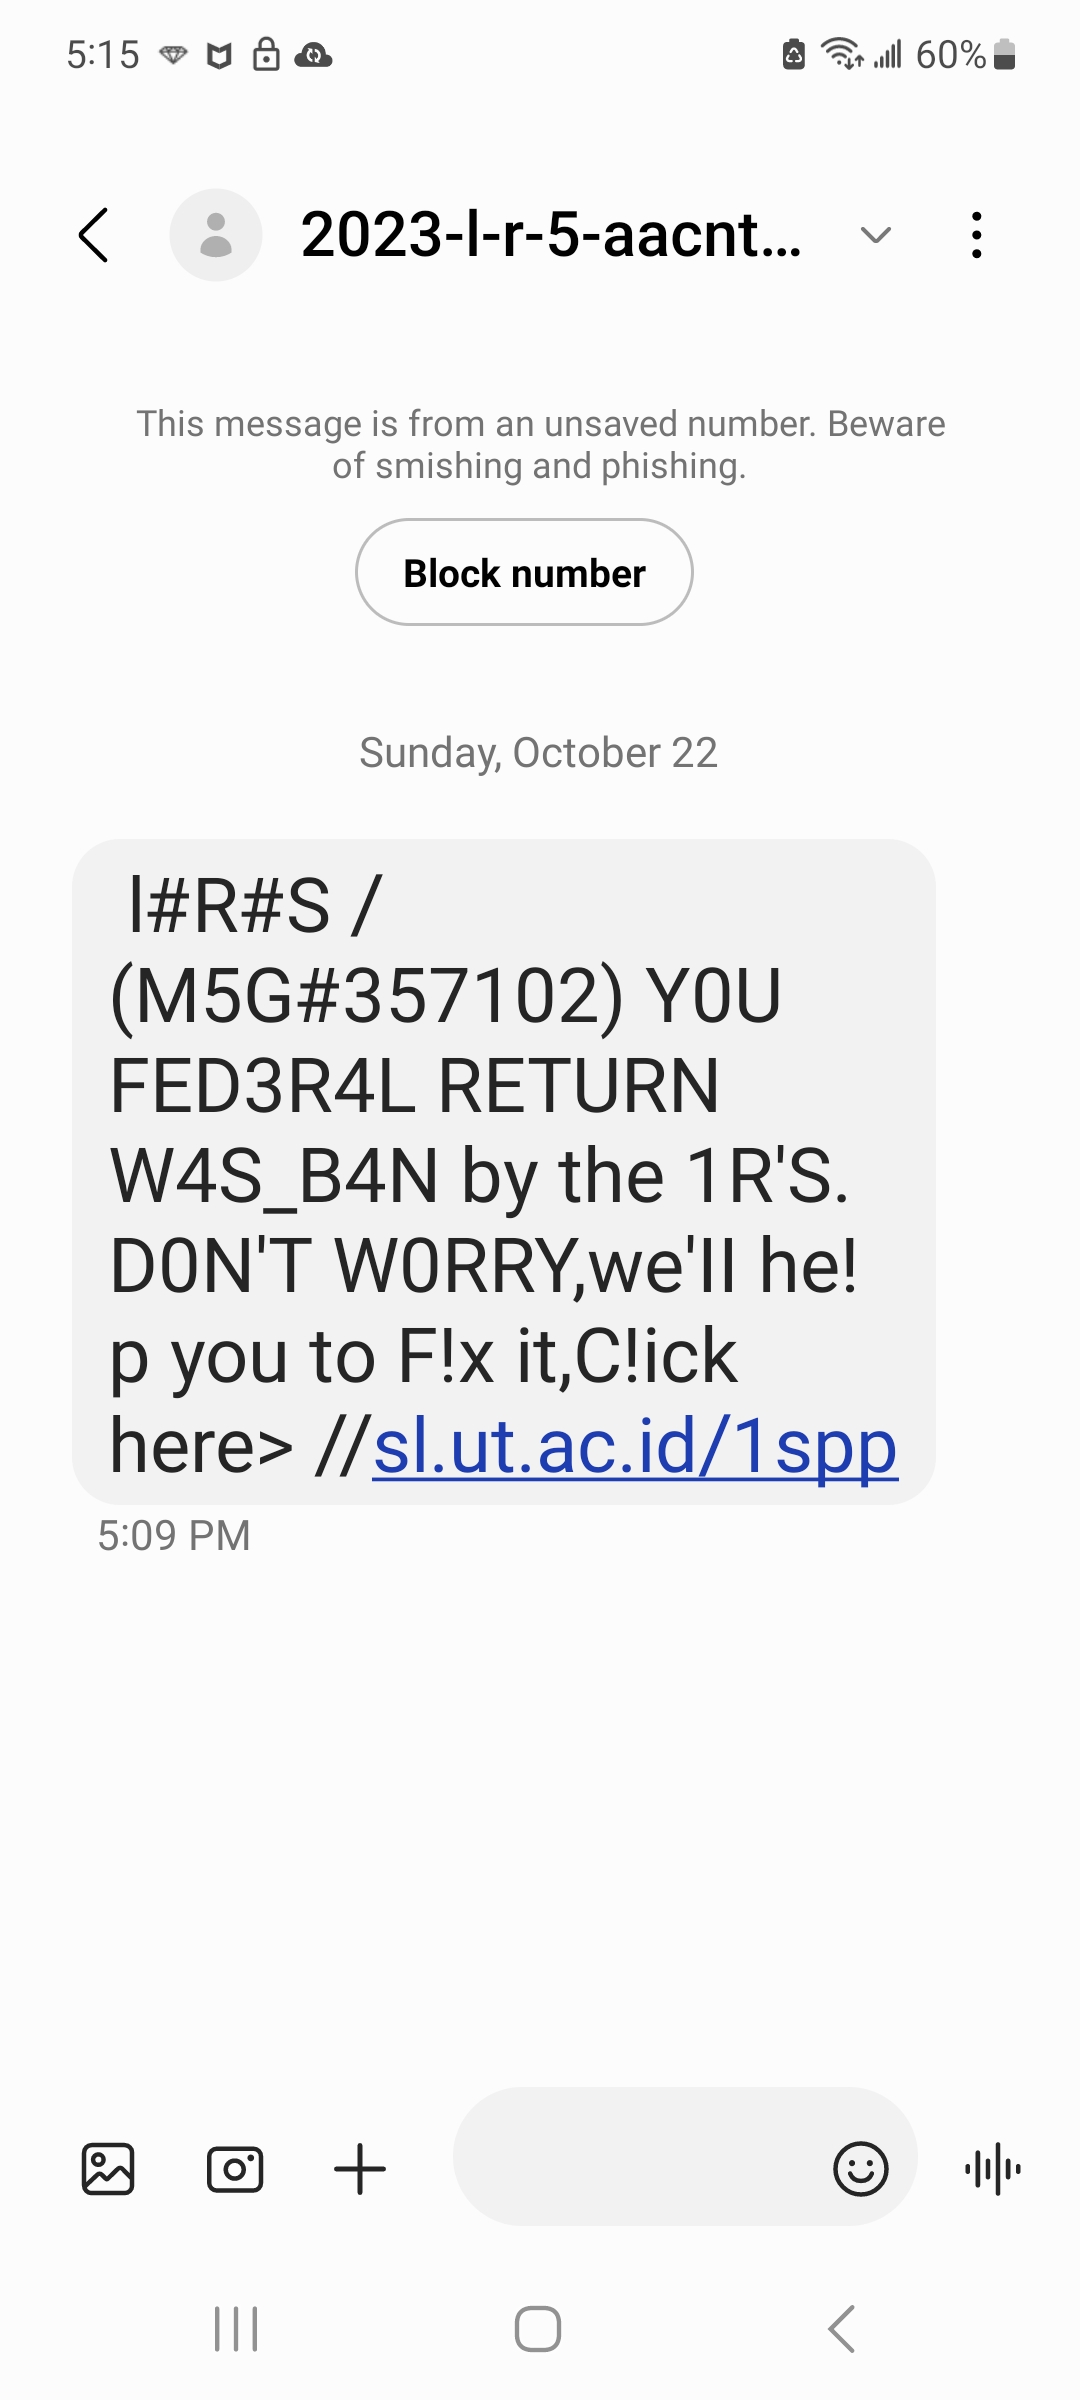 5:15
60%
2023-l-r-5-aacnt...
This message is from an unsaved number. Beware
of smishing and phishing.
Block number
Sunday, October 22
l#R#S /
(M5G#357102) Y0U
FED3R4L RETURN
W4S_B4N by the 1R'S.
D0N'T W0RRY,we'II he!
p you to F!x it,C!ick
here> //sl.ut.ac.id/1spp
5:09 PM